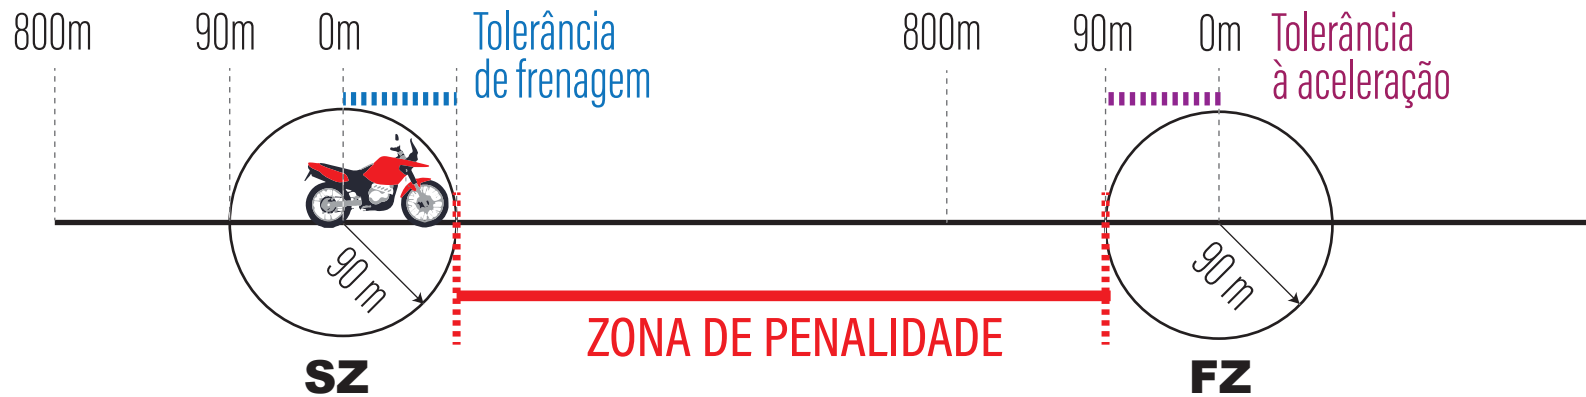 800m
90m
0m
Tolerância
de frenagem
800m
90m
0m
Tolerância
à aceleração
90 m
90 m
ZONA DE PENALIDADE
SZ
FZ